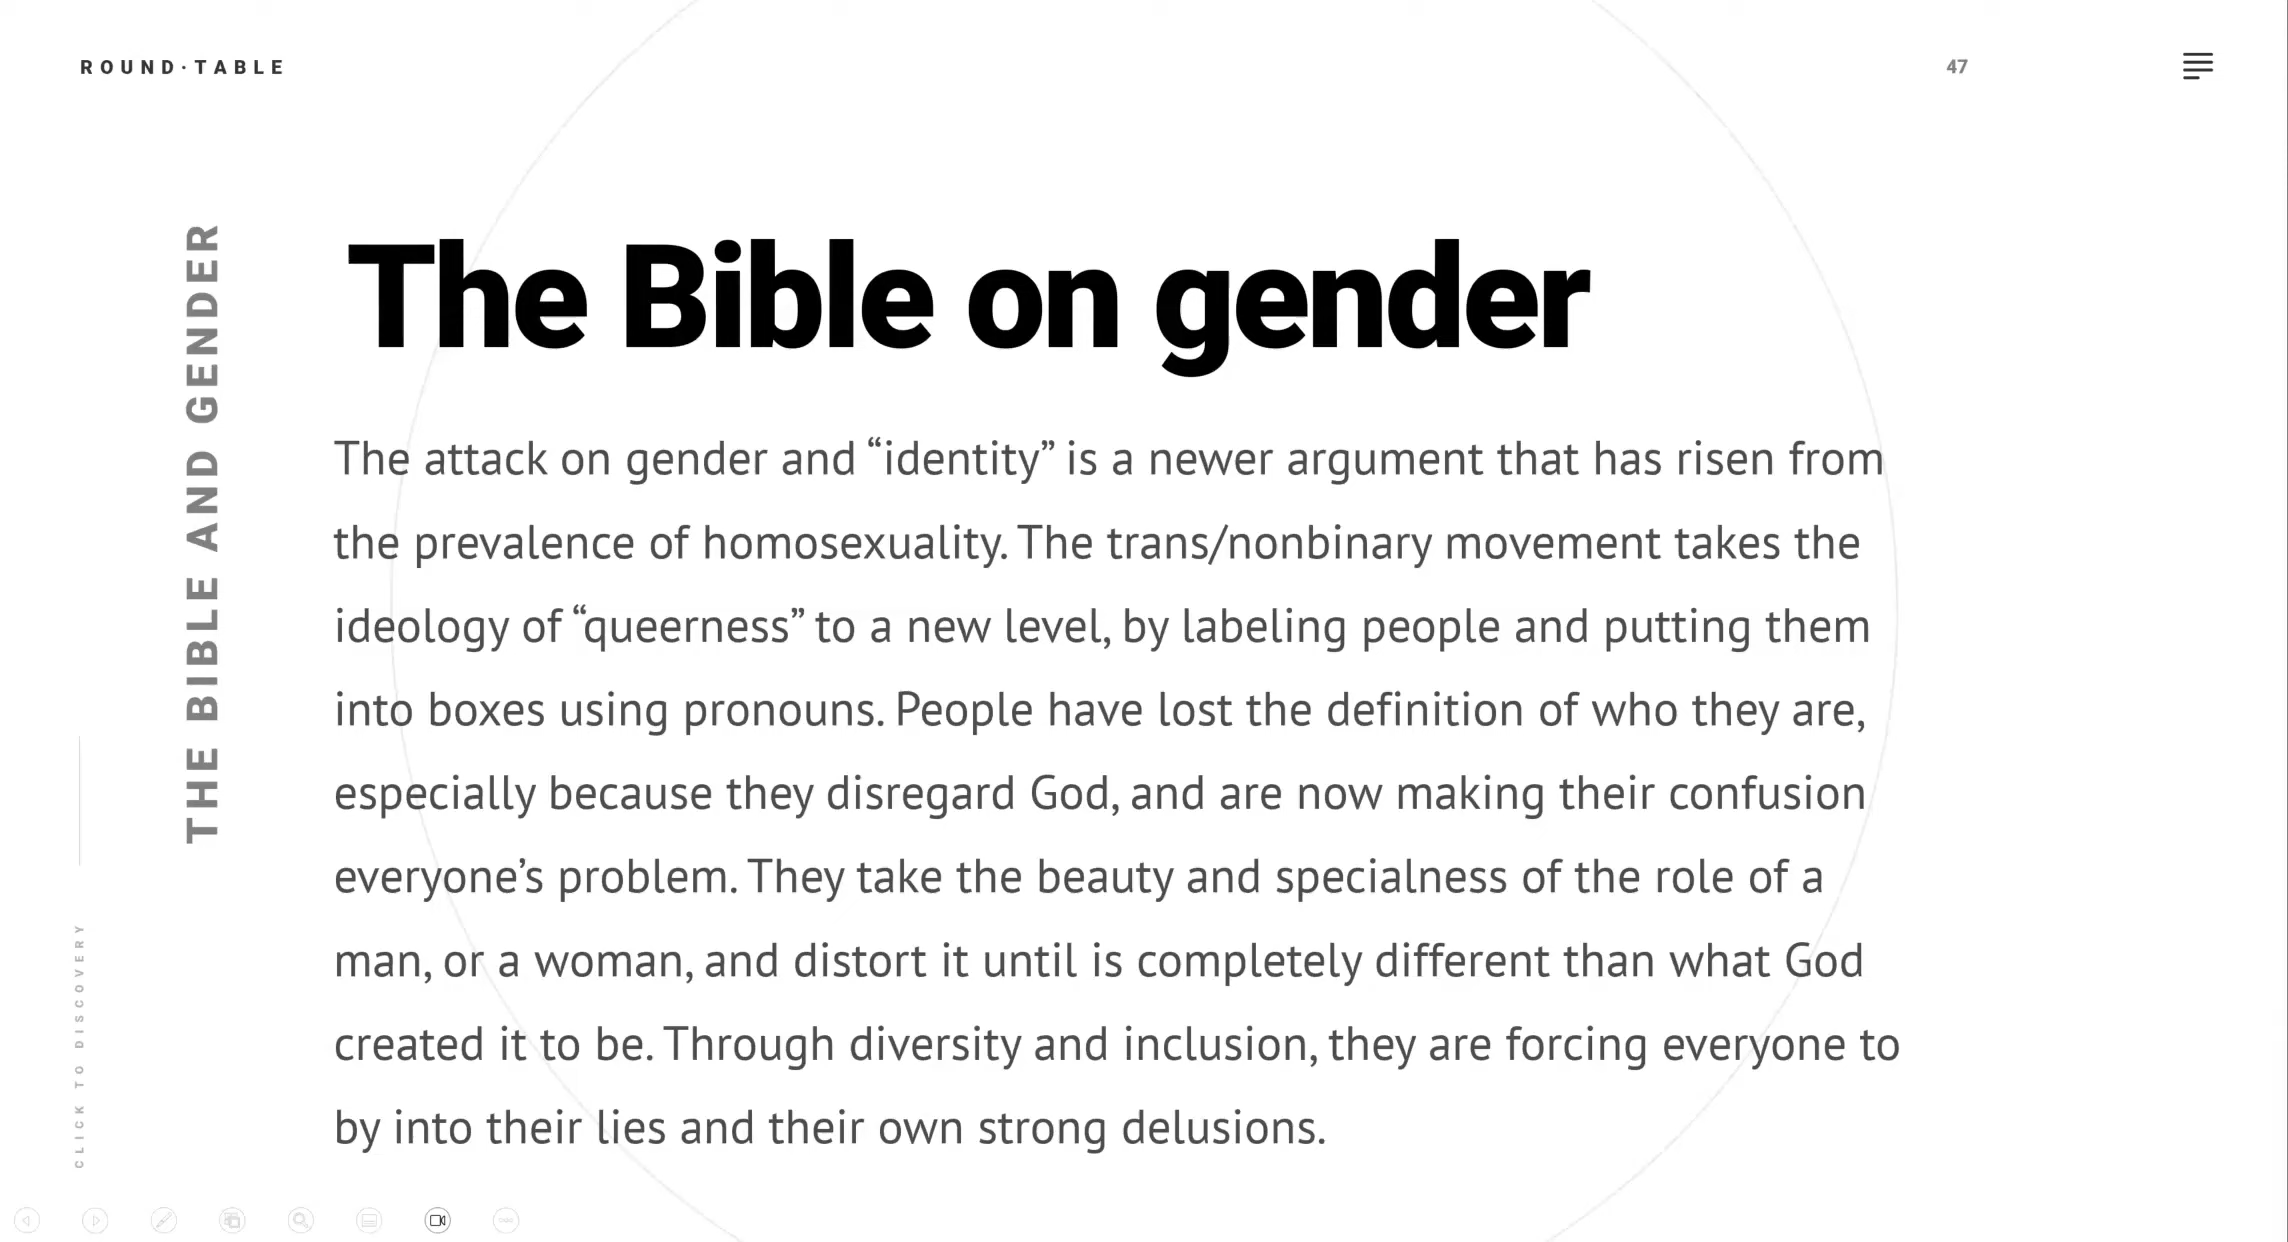 ROUND·TABLE
47
THE BIBLE AND GENDER
The Bible on gender
The attack on gender and “identity” is a newer argument that has risen from
the prevalence of homosexuality. The trans/nonbinary movement takes the
ideology of “queerness” to a new level, by labeling people and putting them
into boxes using pronouns. People have lost the definition of who they are,
especially because they disregard God, and are now making their confusion
everyone’s problem. They take the beauty and specialness of the role of a
man, or a woman, and distort it until is completely different than what God
created it to be. Through diversity and inclusion, they are forcing everyone to
by into their lies and their own strong delusions.
CLICK TO DISCOVERY